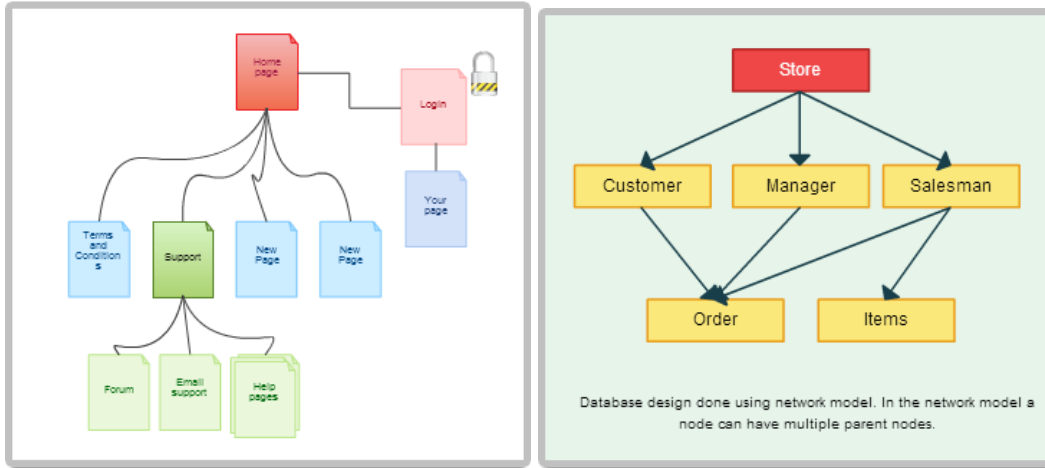 Home
page
Login
Your
page
Terms
and
Condition
s
Support
New
Page
New
Page
Forum
Email
support
Help
pages
Store
Customer
Manager
Salesman
Order
Items
Database design done using network model. In the network model a
node can have multiple parent nodes.